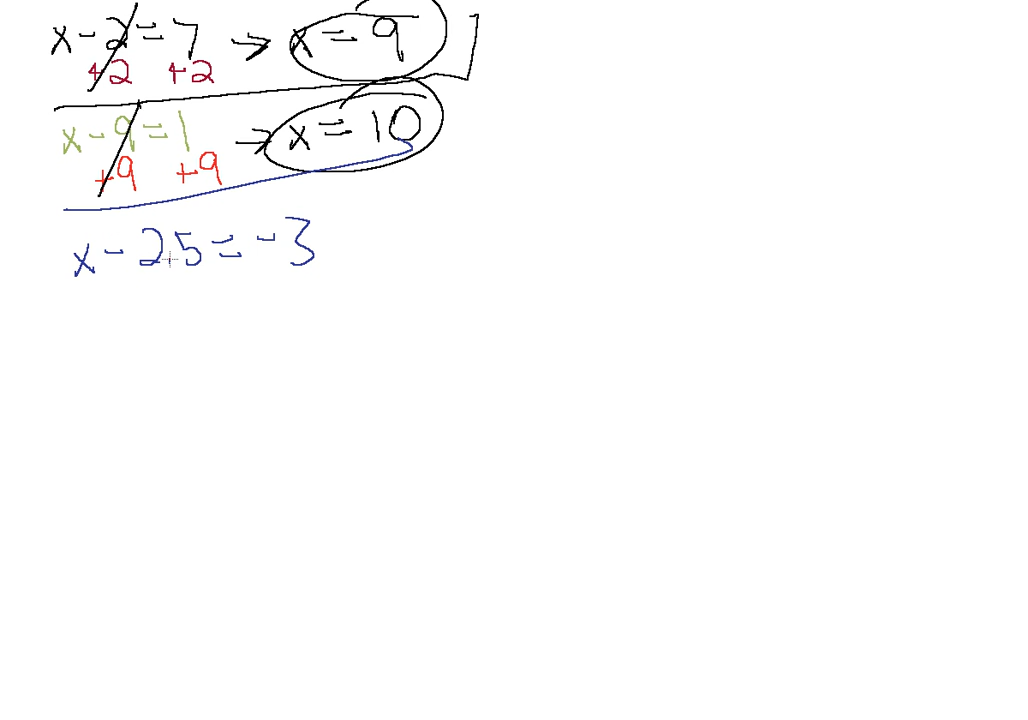 x - 2 = 7 → x = 9
+2 +2
x - 9 = 1 → x = 10
+9 +9
x - 25 = -3